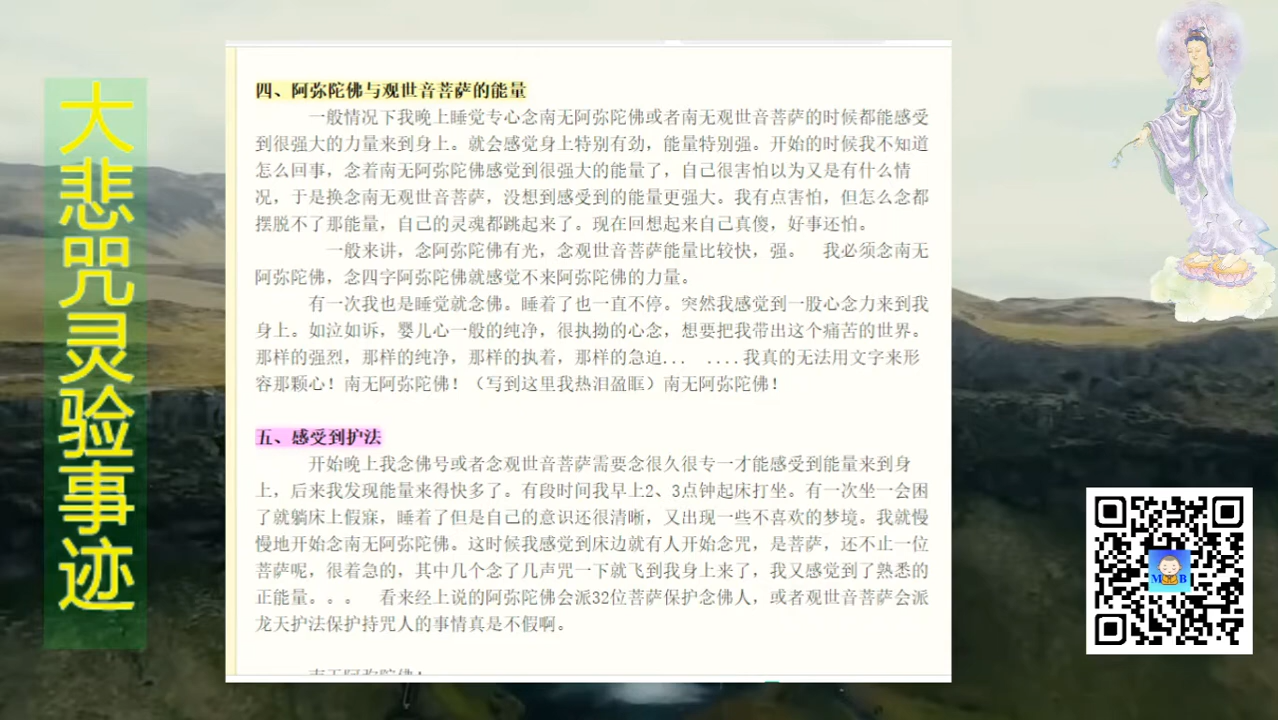 大悲咒灵验事迹
四、阿弥陀佛与观世音菩萨的能量
一般情况下我晚上睡觉专心念南无阿弥陀佛或者南无观世音菩萨的时候都能感受
到很强大的力量来到身上。就会感觉身上特别有劲，能量特别强。开始的时候我不知道
怎么回事，念着南无阿弥陀佛感觉到很强大的能量了，自己很害怕以为又是有什么情
况，于是换念南无观世音菩萨，没想到感受到的能量更强大。我有点害怕，但怎么念都
摆脱不了那能量，自己的灵魂都跳起来了。现在回想起来自己真傻，好事还怕。
一般来讲，念阿弥陀佛有光，念观世音菩萨能量比较快，强。 我必须念南无
阿弥陀佛，念四字阿弥陀佛就感觉不来阿弥陀佛的力量。
有一次我也是睡觉就念佛。睡着了也一直不停。突然我感觉到一股心念力来到我
身上。如泣如诉，婴儿心一般的纯净，很执拗的心念，想要把我带出这个痛苦的世界。
那样的强烈，那样的纯净，那样的执着，那样的急迫... ....我真的无法用文字来形
容那颗心！南无阿弥陀佛！（写到这里我热泪盈眶）南无阿弥陀佛！
五、感受到护法
开始晚上我念佛号或者念观世音菩萨需要念很久很专一才能感受到能量来到身
上，后来我发现能量来得快多了。有段时间我早上2、3点钟起床打坐。有一次坐一会困
了就躺床上假寐，睡着了但是自己的意识还很清晰，又出现一些不喜欢的梦境。我就慢
慢地开始念南无阿弥陀佛。这时候我感觉到床边就有人开始念咒，是菩萨，还不止一位
菩萨呢，很着急的，其中几个念了几声咒一下就飞到我身上来了，我又感觉到了熟悉的
正能量。。。 看来经上说的阿弥陀佛会派32位菩萨保护念佛人，或者观世音菩萨会派
龙天护法保护持咒人的事情真是不假啊。
南无阿弥陀佛！
M B